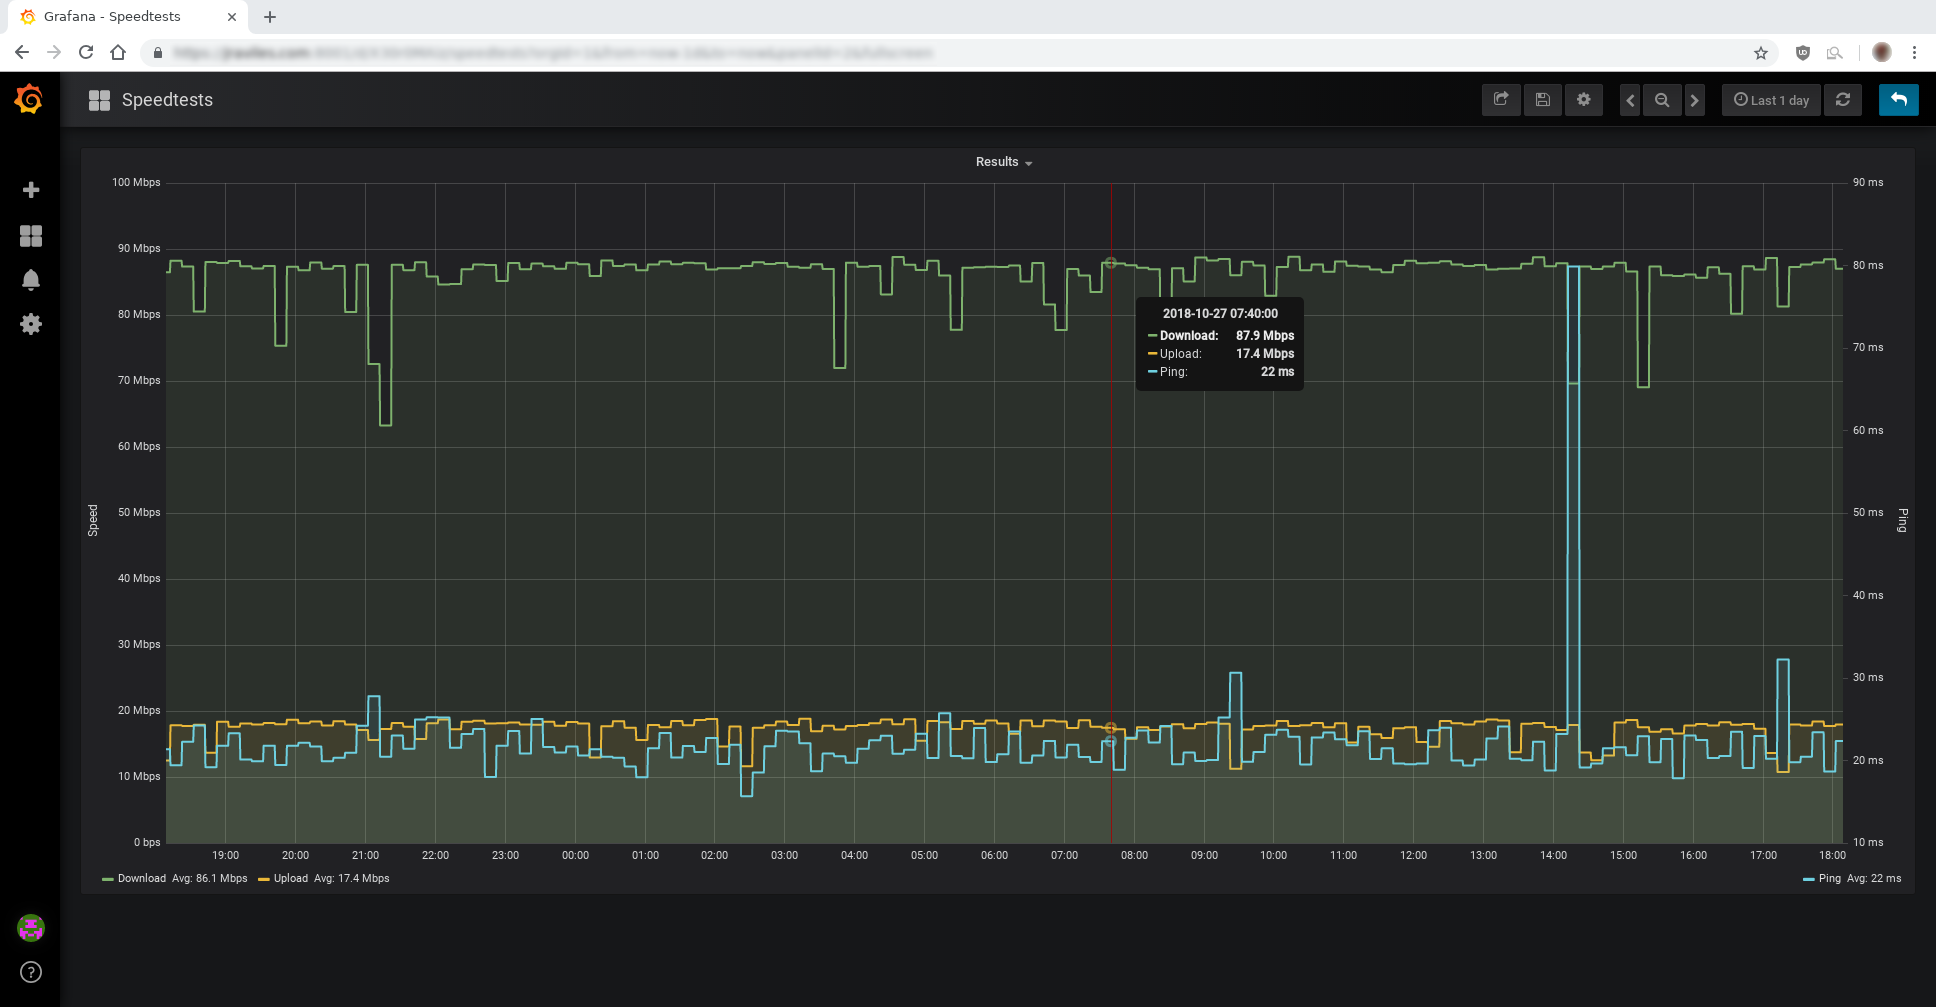 Grafana - Speedtests
Speedtests
Last 1 day
Results
100 Mbps
90 Mbps
80 Mbps
70 Mbps
60 Mbps
50 Mbps
40 Mbps
30 Mbps
20 Mbps
10 Mbps
0 bps
Speed
90 ms
80 ms
70 ms
60 ms
50 ms
40 ms
30 ms
20 ms
10 ms
Ping
2018-10-27 07:40:00
Download: 87.9 Mbps
Upload: 17.4 Mbps
Ping: 22 ms
19:00 20:00 21:00 22:00 23:00 00:00 01:00 02:00 03:00 04:00 05:00 06:00 07:00 08:00 09:00 10:00 11:00 12:00 13:00 14:00 15:00 16:00 17:00 18:00
Download Avg: 86.1 Mbps Upload Avg: 17.4 Mbps Ping Avg: 22 ms